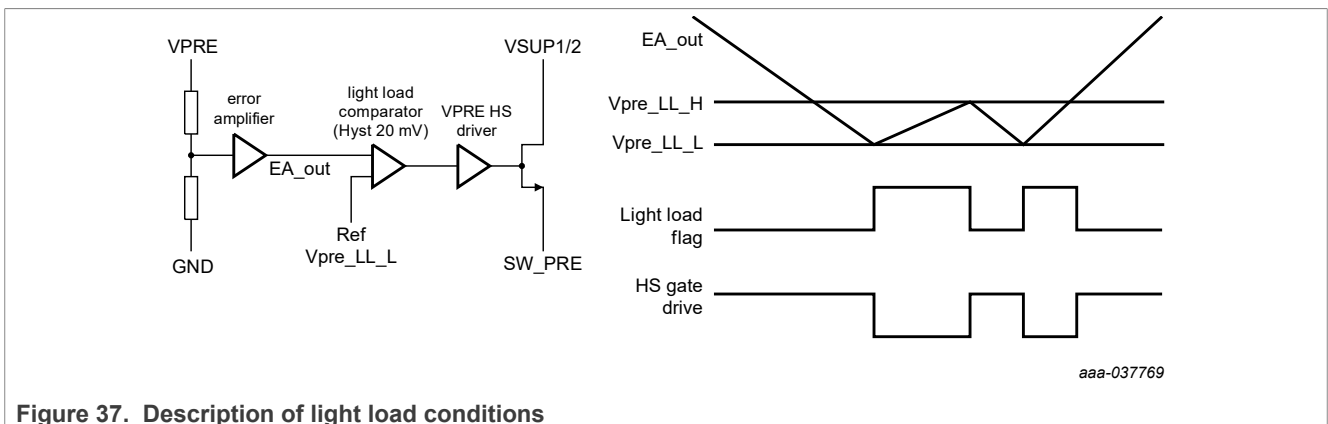 VPRE
error
amplifier
EA_out
GND
light load
comparator
(Hyst 20 mV)
Ref
Vpre_LL_L
VPRE HS
driver
VSUP1/2
SW_PRE
EA_out
Vpre_LL_H
Vpre_LL_L
Light load
flag
HS gate
drive
aaa-037769
Figure 37. Description of light load conditions